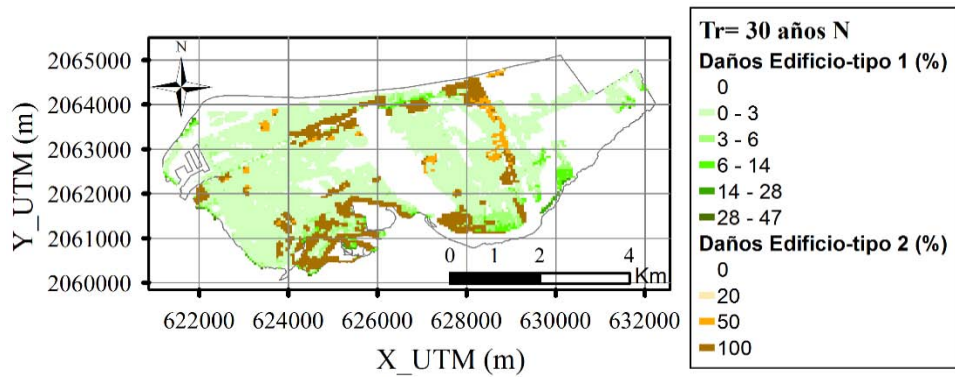 N
2065000
2064000
2063000
2062000
2061000
2060000
Y_UTM (m)
0 2 4
Km
622000 624000 626000 628000 630000 632000
X_UTM (m)
Tr= 30 años N
Daños Edificio-tipo 1 (%)
0
0 - 3
3 - 6
6 - 14
14 - 28
28 - 47
Daños Edificio-tipo 2 (%)
0
20
50
100